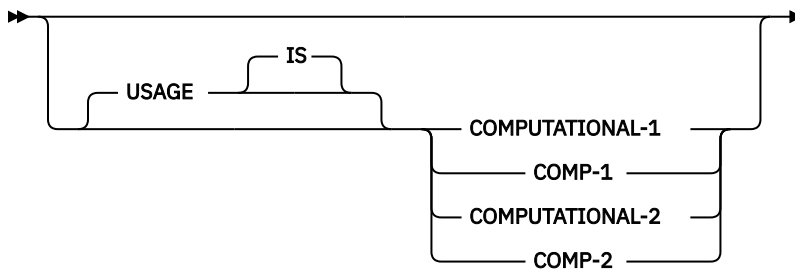 IS
USAGE
COMPUTATIONAL-1
COMP-1
COMPUTATIONAL-2
COMP-2